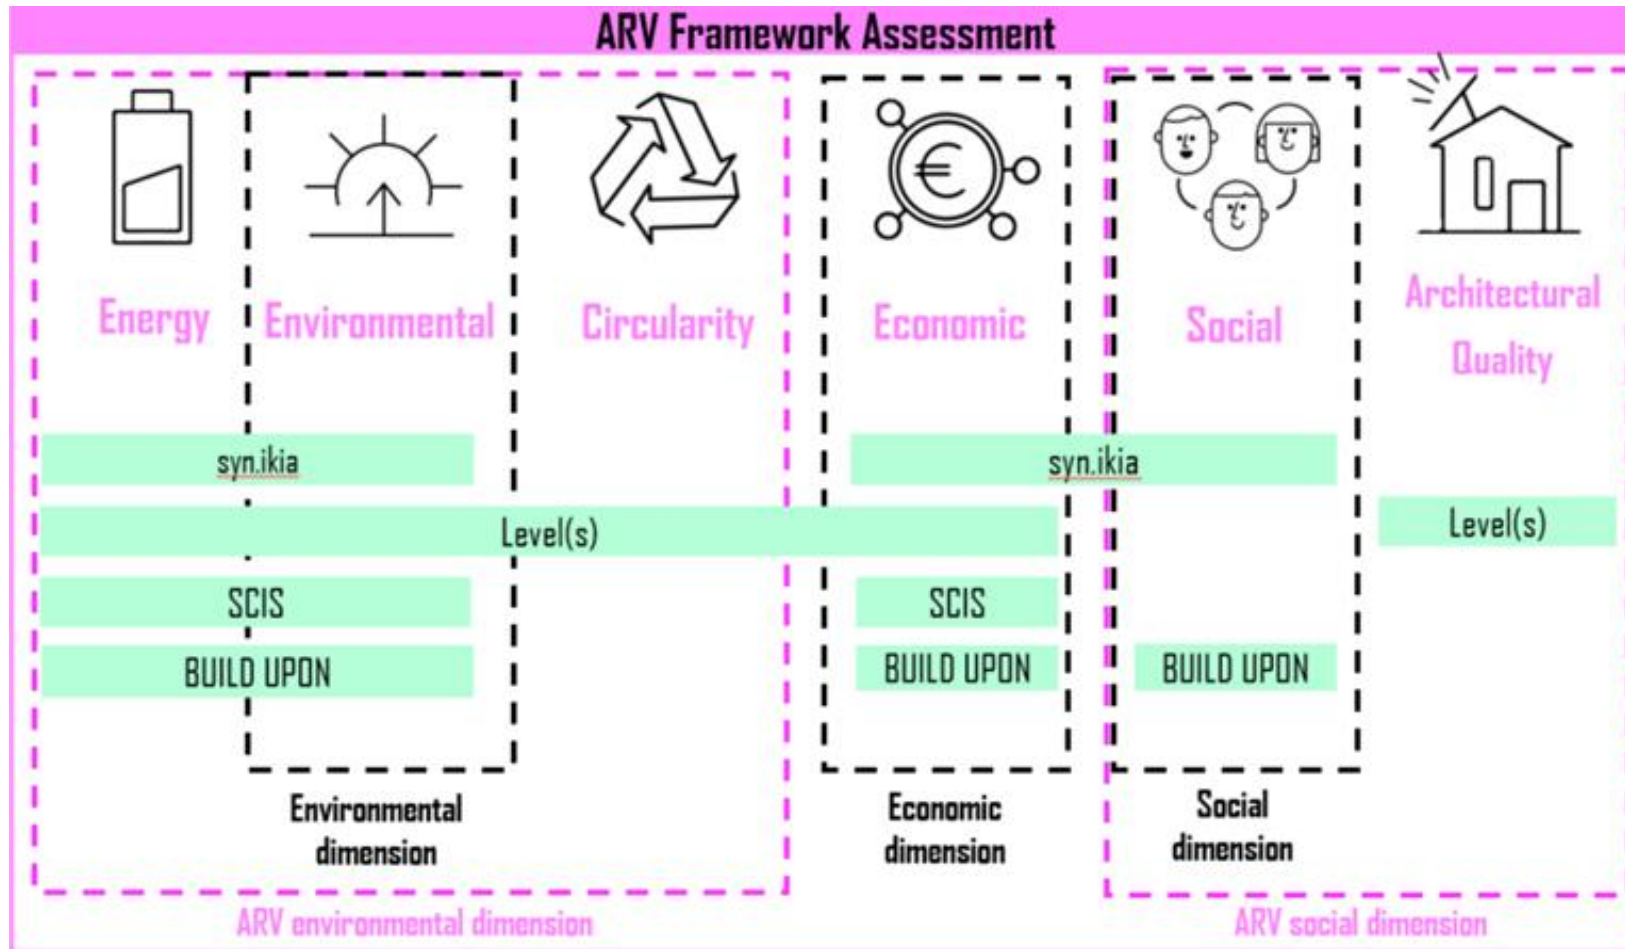 ARV Framework Assessment
Energy
Environmental
Circularity
Economic
Social
Architectural
Quality
syn.ikia
syn.ikia
Level(s)
Level(s)
SCIS
SCIS
BUILD UPON
BUILD UPON
BUILD UPON
Environmental
dimension
Economic
dimension
Social
dimension
ARV environmental dimension
ARV social dimension